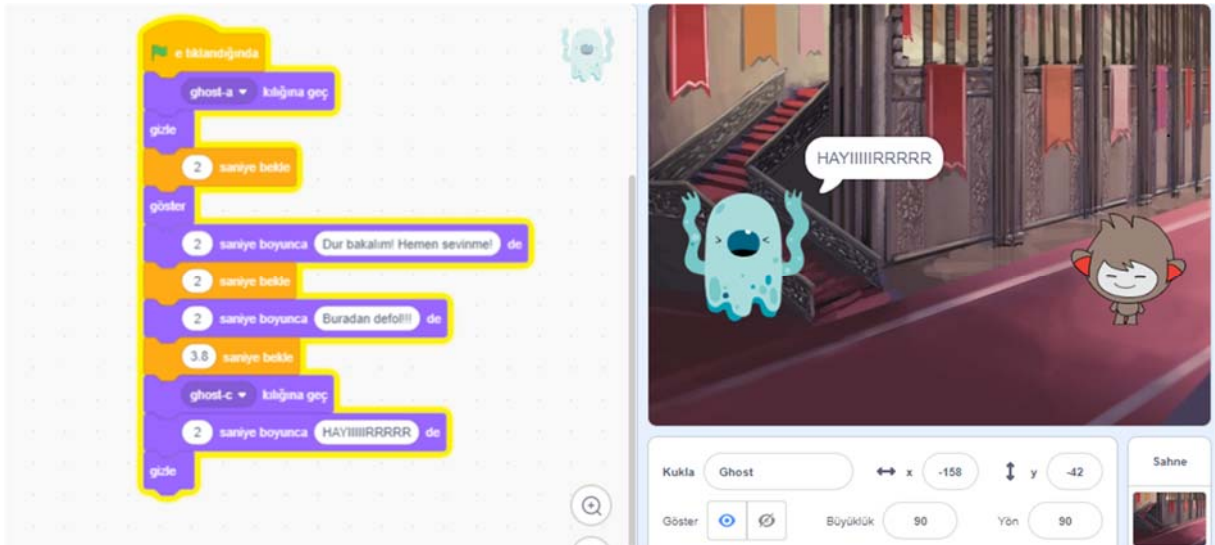 e tıklandığında
ghost-a kılığına geç
gizle
2 saniye bekle
göster
2 saniye boyunca Dur bakalım! Hemen sevinme! de
2 saniye bekle
2 saniye boyunca Buradan defol!!! de
3.8 saniye bekle
ghost-c kılığına geç
2 saniye boyunca HAYIIIIIRRRRR de
gizle
HAYIIIIIRRRRR
Kukla Ghost x -158 y -42
Göster Büyüklük 90 Yön 90
Sahne